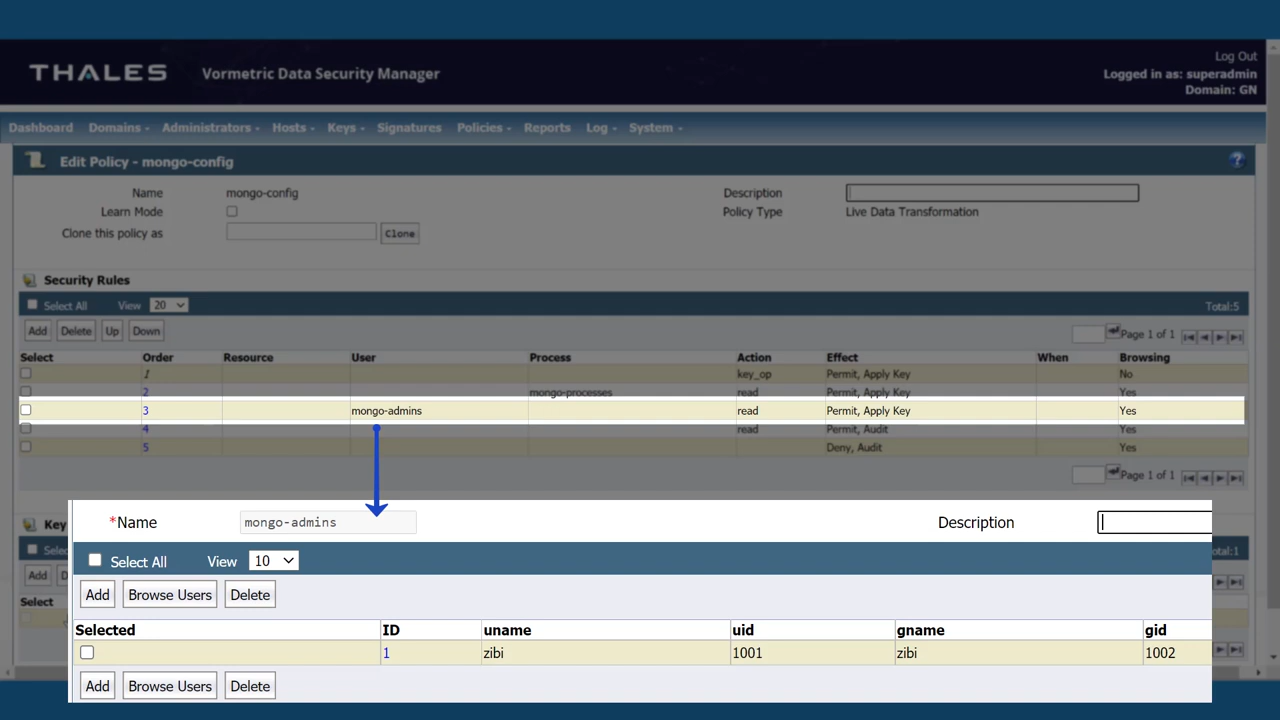 THALES Vormetric Data Security Manager
Log Out
Logged in as: superadmin
Domain: GN
Dashboard Domains Administrators Hosts Keys Signatures Policies Reports Log System
Edit Policy - mongo-config ?
Name mongo-config Description
Learn Mode Policy Type Live Data Transformation
Clone this policy as Clone
Security Rules
Select All View 20 Total:5
Add Delete Up Down Page 1 of 1
Select Order Resource User Process Action Effect When Browsing
1 key_op Permit, Apply Key No
2 mongo-processes read Permit, Apply Key Yes
3 mongo-admins read Permit, Apply Key Yes
4 read Permit, Audit Yes
5 Deny, Audit Yes
Page 1 of 1
Key
*Name mongo-admins Description
Select All View 10
Add Browse Users Delete
Selected ID uname uid gname gid
1 zibi 1001 zibi 1002
Add Browse Users Delete
Add
Select